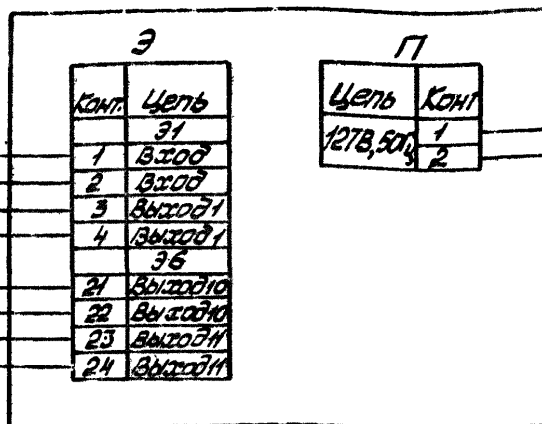 Э
Конт. Цепь
Э1
1 Вход
2 Вход
3 Выход1
4 Выход1
Э6
21 Выход10
22 Выход10
23 Выход11
24 Выход11
П
Цепь Конт
127В,50Гц 1
2